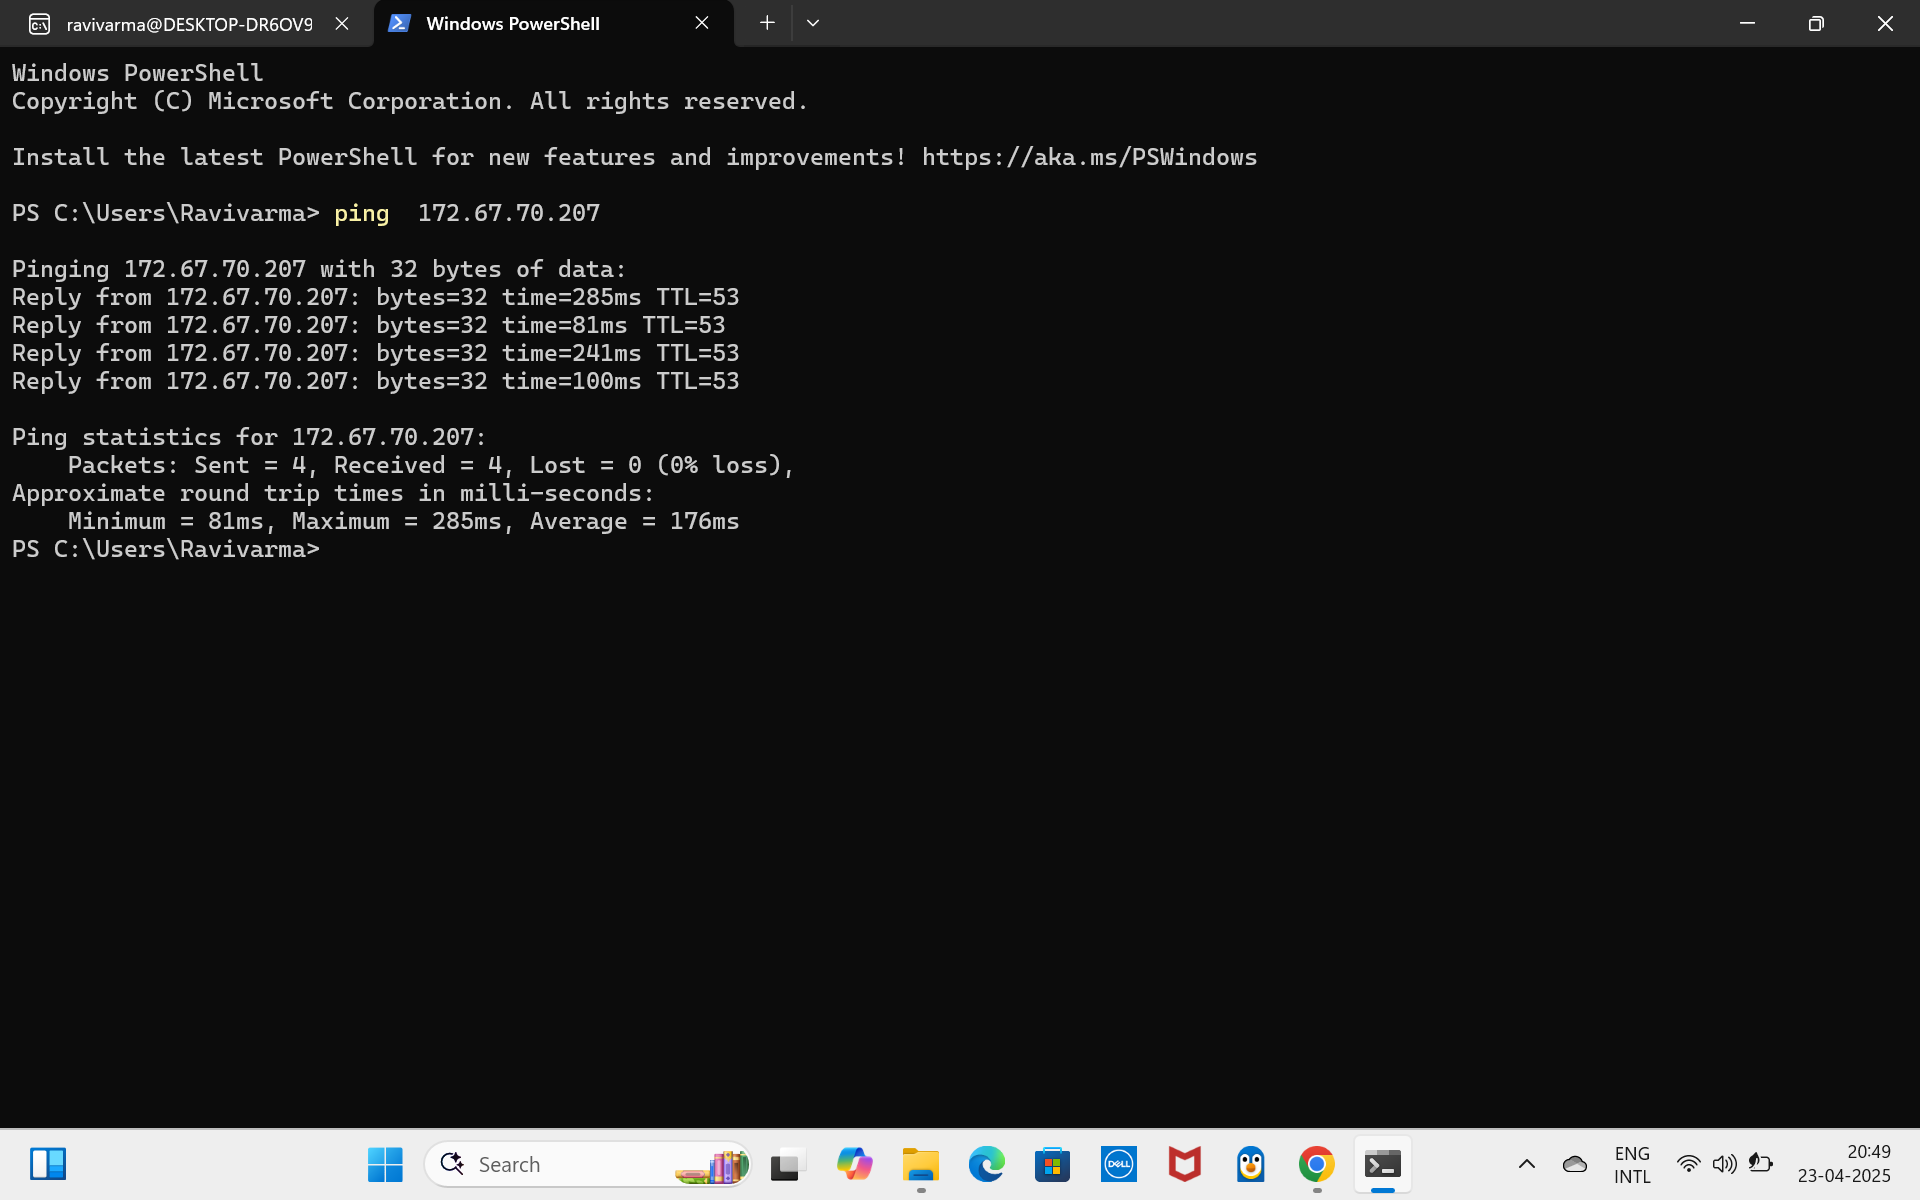 ravivarma@DESKTOP-DR6OV9
Windows PowerShell
Windows PowerShell
Copyright (C) Microsoft Corporation. All rights reserved.
Install the latest PowerShell for new features and improvements! https://aka.ms/PSWindows
PS C:\Users\Ravivarma> ping  172.67.70.207
Pinging 172.67.70.207 with 32 bytes of data:
Reply from 172.67.70.207: bytes=32 time=285ms TTL=53
Reply from 172.67.70.207: bytes=32 time=81ms TTL=53
Reply from 172.67.70.207: bytes=32 time=241ms TTL=53
Reply from 172.67.70.207: bytes=32 time=100ms TTL=53
Ping statistics for 172.67.70.207:
    Packets: Sent = 4, Received = 4, Lost = 0 (0% loss),
Approximate round trip times in milli-seconds:
    Minimum = 81ms, Maximum = 285ms, Average = 176ms
PS C:\Users\Ravivarma>
Search
DELL
ENG
INTL
20:49
23-04-2025